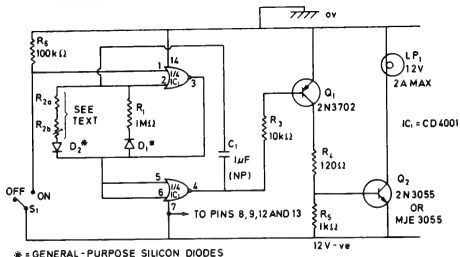 0V
R6
100kΩ
14
1
2
1/4
IC1
3
R2a
R2b
SEE
TEXT
R1
1MΩ
D2*
D1*
C1
1μF
(NP)
R3
10kΩ
Q1
2N3702
LP1
12V
2A MAX
IC1 = CD4001
R4
120Ω
Q2
2N3055
OR
MJE 3055
R5
1kΩ
5
6
1/4
IC1
4
7
OFF
ON
S1
TO PINS 8,9,12 AND 13
12V -ve
* = GENERAL-PURPOSE SILICON DIODES